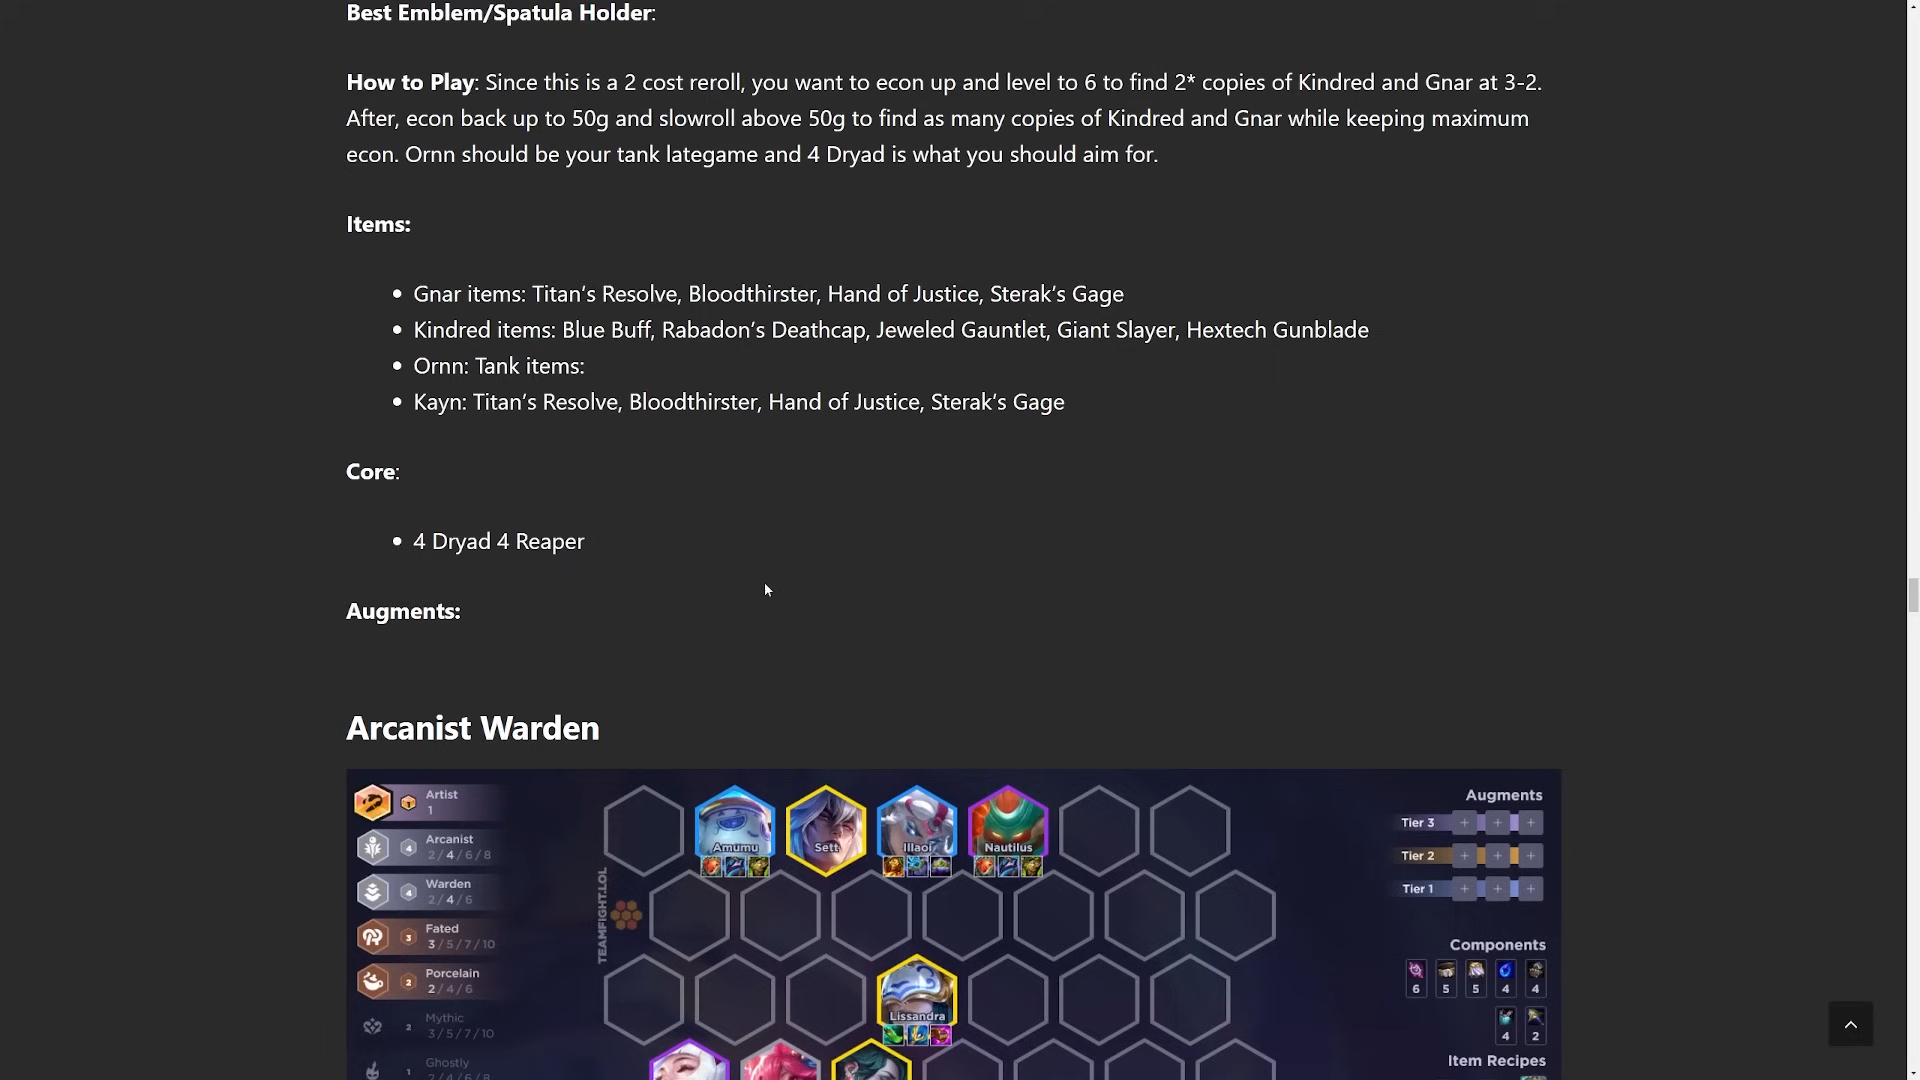 Best Emblem/Spatula Holder:
How to Play: Since this is a 2 cost reroll, you want to econ up and level to 6 to find 2* copies of Kindred and Gnar at 3-2.
After, econ back up to 50g and slowroll above 50g to find as many copies of Kindred and Gnar while keeping maximum
econ. Ornn should be your tank lategame and 4 Dryad is what you should aim for.
Items:
• Gnar items: Titan’s Resolve, Bloodthirster, Hand of Justice, Sterak’s Gage
• Kindred items: Blue Buff, Rabadon’s Deathcap, Jeweled Gauntlet, Giant Slayer, Hextech Gunblade
• Ornn: Tank items:
• Kayn: Titan’s Resolve, Bloodthirster, Hand of Justice, Sterak’s Gage
Core:
• 4 Dryad 4 Reaper
Augments:
Arcanist Warden
Artist
1
1
Arcanist
4
2/4/6/8
Warden
4
2/4/6
Fated
3
3/5/7/10
Porcelain
2
2/4/6
Mythic
2
3/5/7/10
Ghostly
1
2/4/6/8
TEAMFIGHT.LOL
Amumu
Sett
Illaoi
Nautilus
Lissandra
Augments
Tier 3 + + +
Tier 2 + + +
Tier 1 + + +
Components
6 5 5 4 4
4 2
Item Recipes